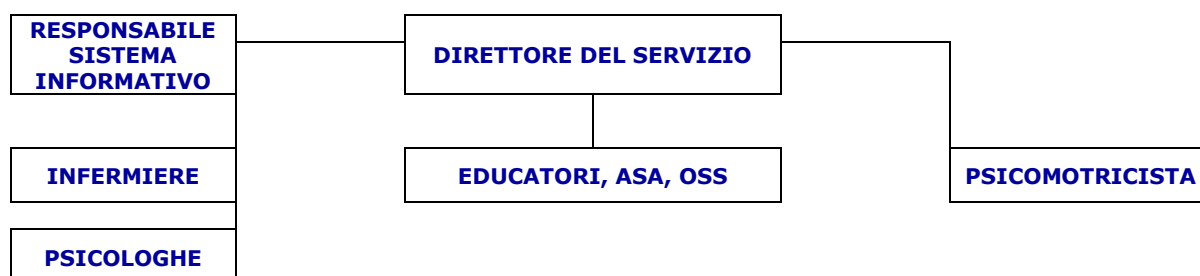 RESPONSABILE
SISTEMA
INFORMATIVO
DIRETTORE DEL SERVIZIO
INFERMIERE
EDUCATORI, ASA, OSS
PSICOMOTRICISTA
PSICOLOGHE